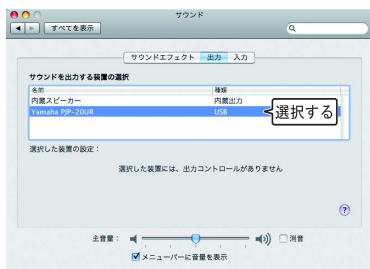 サウンド
すべてを表示
サウンドエフェクト 出力 入力
サウンドを出力する装置の選択
名前 種類
内蔵スピーカー 内蔵出力
Yamaha PJP-20UR USB
選択する
選択した装置の設定：
選択した装置には、出力コントロールがありません
?
主音量： 消音
メニューバーに音量を表示